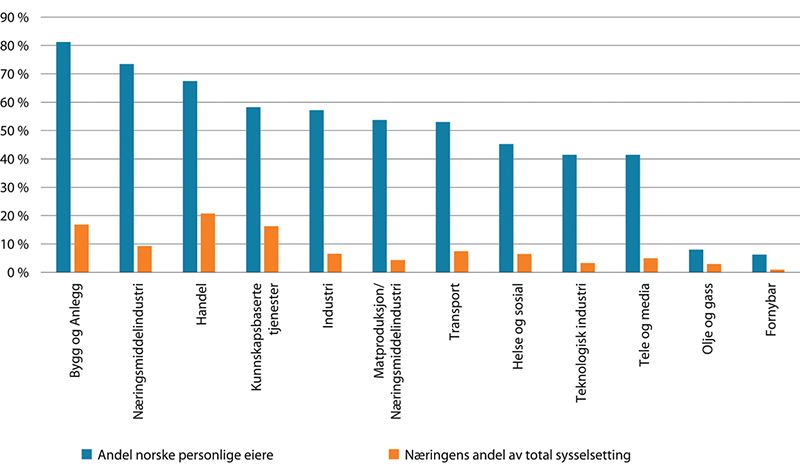 90 %
80 %
70 %
60 %
50 %
40 %
30 %
20 %
10 %
0 %
Bygg og Anlegg
Næringsmiddelindustri
Handel
Kunnskapsbaserte
tjenester
Industri
Matproduksjon/
Næringsmiddelindustri
Transport
Helse og sosial
Teknologisk industri
Tele og media
Olje og gass
Fornybar
Andel norske personlige eiere
Næringens andel av total sysselsetting